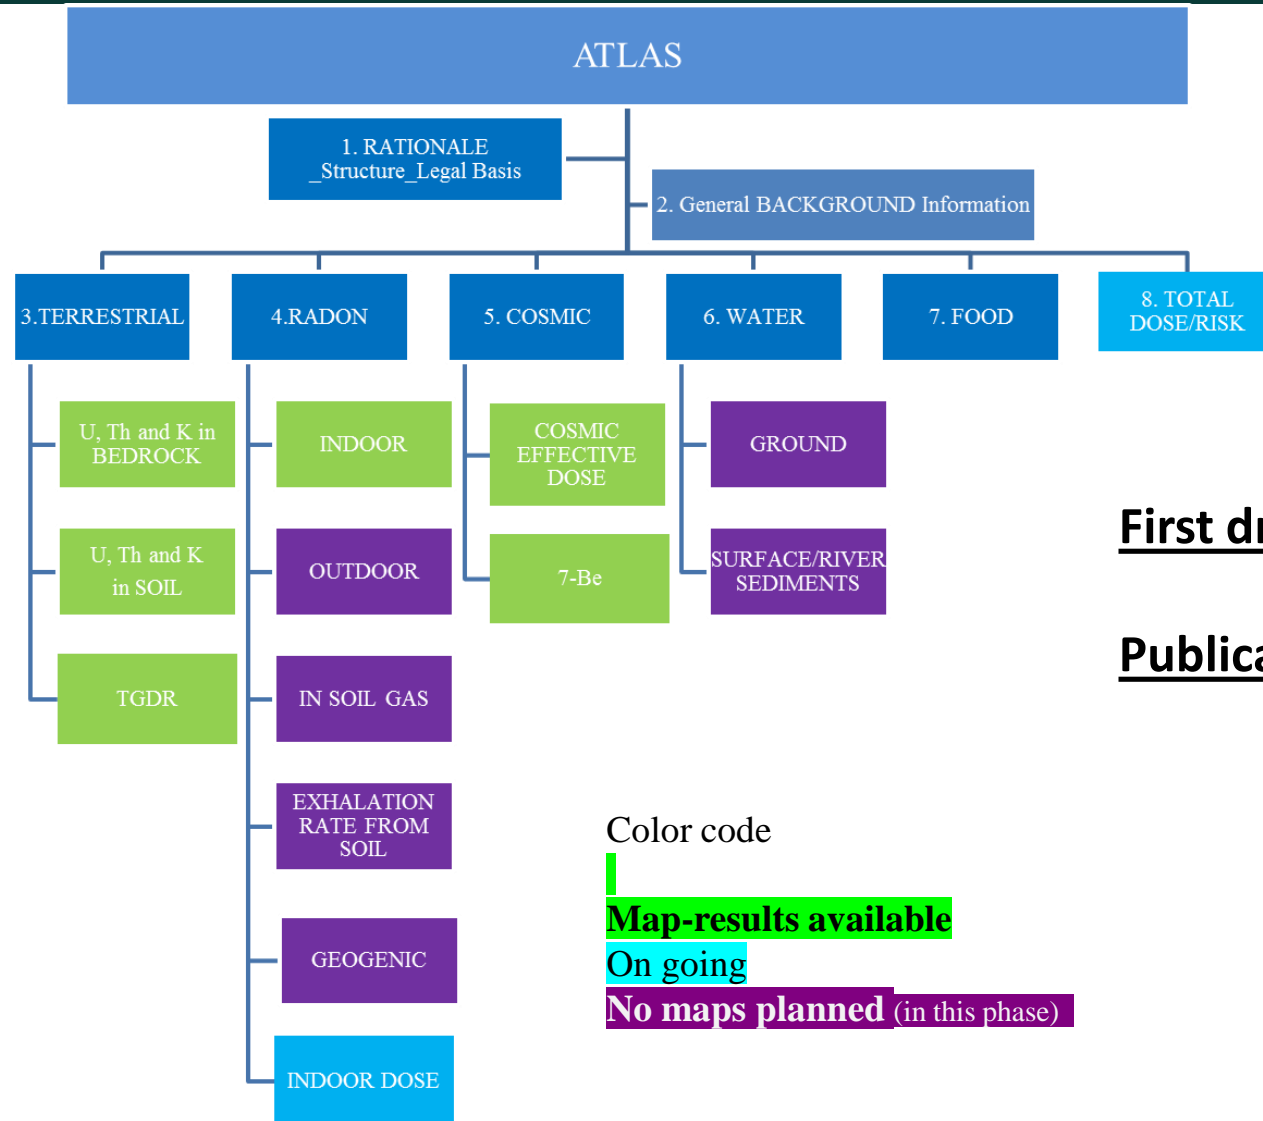 ATLAS
1. RATIONALE
_Structure_Legal Basis
2. General BACKGROUND Information
3.TERRESTRIAL
4.RADON
5. COSMIC
6. WATER
7. FOOD
8. TOTAL
DOSE/RISK
U, Th and K in
BEDROCK
U, Th and K
in SOIL
TGDR
INDOOR
OUTDOOR
IN SOIL GAS
EXHALATION
RATE FROM
SOIL
GEOGENIC
INDOOR DOSE
COSMIC
EFFECTIVE
DOSE
7-Be
GROUND
SURFACE/RIVER
SEDIMENTS
First
Color code
Map-results available
On going
No maps planned (in this phase)